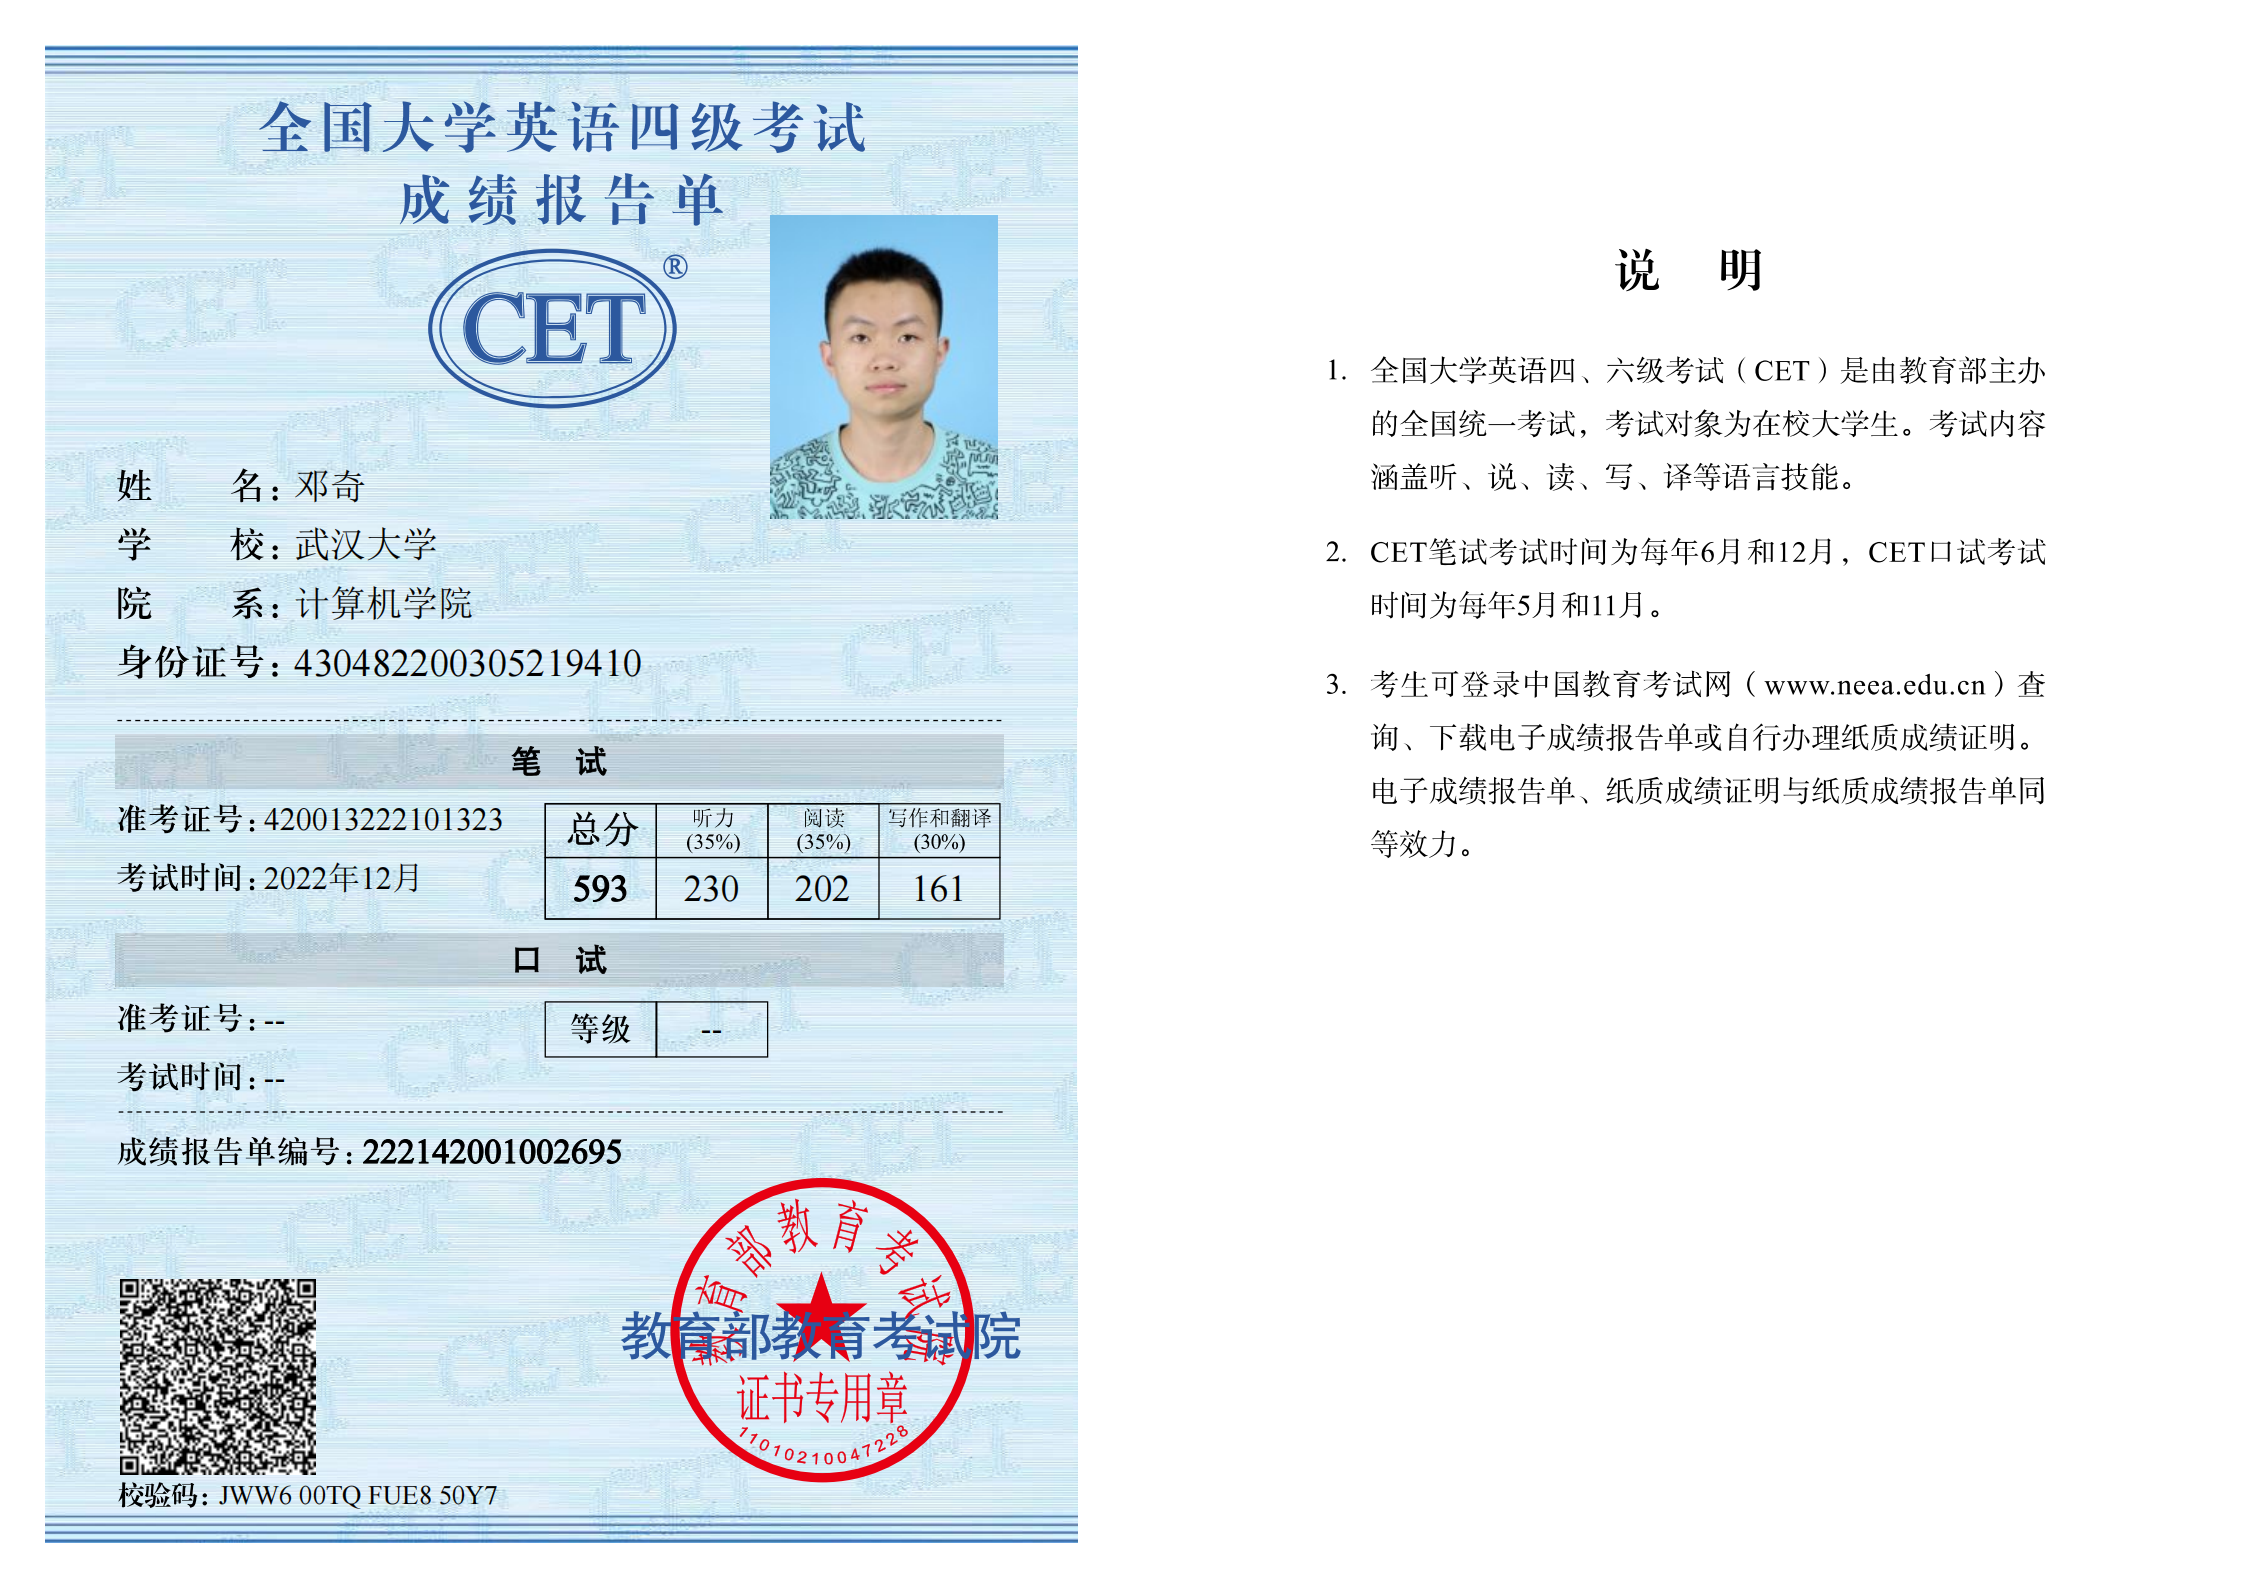 全国大学英语四级考试
成绩报告单
CET®
姓 名：邓奇
学 校：武汉大学
院 系：计算机学院
身份证号：430482200305219410
笔 试
准考证号：420013222101323
考试时间：2022年12月
总分 听力(35%) 阅读(35%) 写作和翻译(30%)
593 230 202 161
口 试
准考证号：--
考试时间：--
等级 --
成绩报告单编号：222142001002695
教育部教育考试院
教育部教育考试院
证书专用章
11010210047228
校验码：JWW6 00TQ FUE8 50Y7
说 明
1. 全国大学英语四、六级考试（CET）是由教育部主办
的全国统一考试，考试对象为在校大学生。考试内容
涵盖听、说、读、写、译等语言技能。
2. CET笔试考试时间为每年6月和12月，CET口试考试
时间为每年5月和11月。
3. 考生可登录中国教育考试网（www.neea.edu.cn）查
询、下载电子成绩报告单或自行办理纸质成绩证明。
电子成绩报告单、纸质成绩证明与纸质成绩报告单同
等效力。